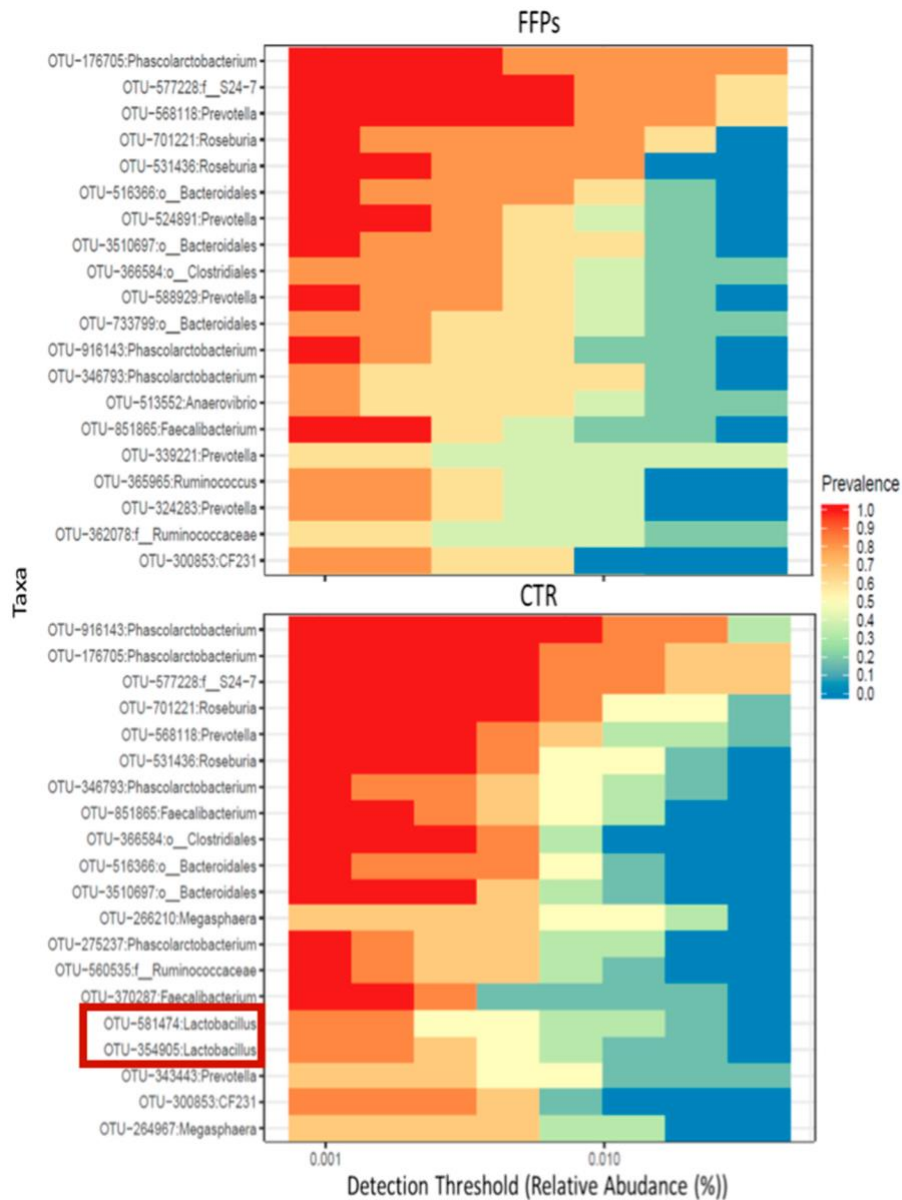 FFPs
OTU-176705:Phascolarctobacterium
OTU-577228:f__S24-7
OTU-568118:Prevotella
OTU-701221:Roseburia
OTU-531436:Roseburia
OTU-516366:o__Bacteroidales
OTU-524891:Prevotella
OTU-3510697:o__Bacteroidales
OTU-366584:o__Clostridiales
OTU-588929:Prevotella
OTU-733799:o__Bacteroidales
OTU-916143:Phascolarctobacterium
OTU-346793:Phascolarctobacterium
OTU-513552:Anaerovibrio
OTU-851865:Faecalibacterium
OTU-339221:Prevotella
OTU-365965:Ruminococcus
OTU-324283:Prevotella
OTU-362078:f__Ruminococcaceae
OTU-300853:CF231
Prevalence
1.0
0.9
0.8
0.7
0.6
0.5
0.4
0.3
0.2
0.1
0.0
Taxa
CTR
OTU-916143:Phascolarctobacterium
OTU-176705:Phascolarctobacterium
OTU-577228:f__S24-7
OTU-701221:Roseburia
OTU-568118:Prevotella
OTU-531436:Roseburia
OTU-346793:Phascolarctobacterium
OTU-851865:Faecalibacterium
OTU-366584:o__Clostridiales
OTU-516366:o__Bacteroidales
OTU-3510697:o__Bacteroidales
OTU-266210:Megasphaera
OTU-275237:Phascolarctobacterium
OTU-560535:f__Ruminococcaceae
OTU-370287:Faecalibacterium
OTU-581474:Lactobacillus
OTU-354905:Lactobacillus
OTU-343443:Prevotella
OTU-300853:CF231
OTU-264967:Megasphaera
0.001 0.010
Detection Threshold (Relative Abudance (%))